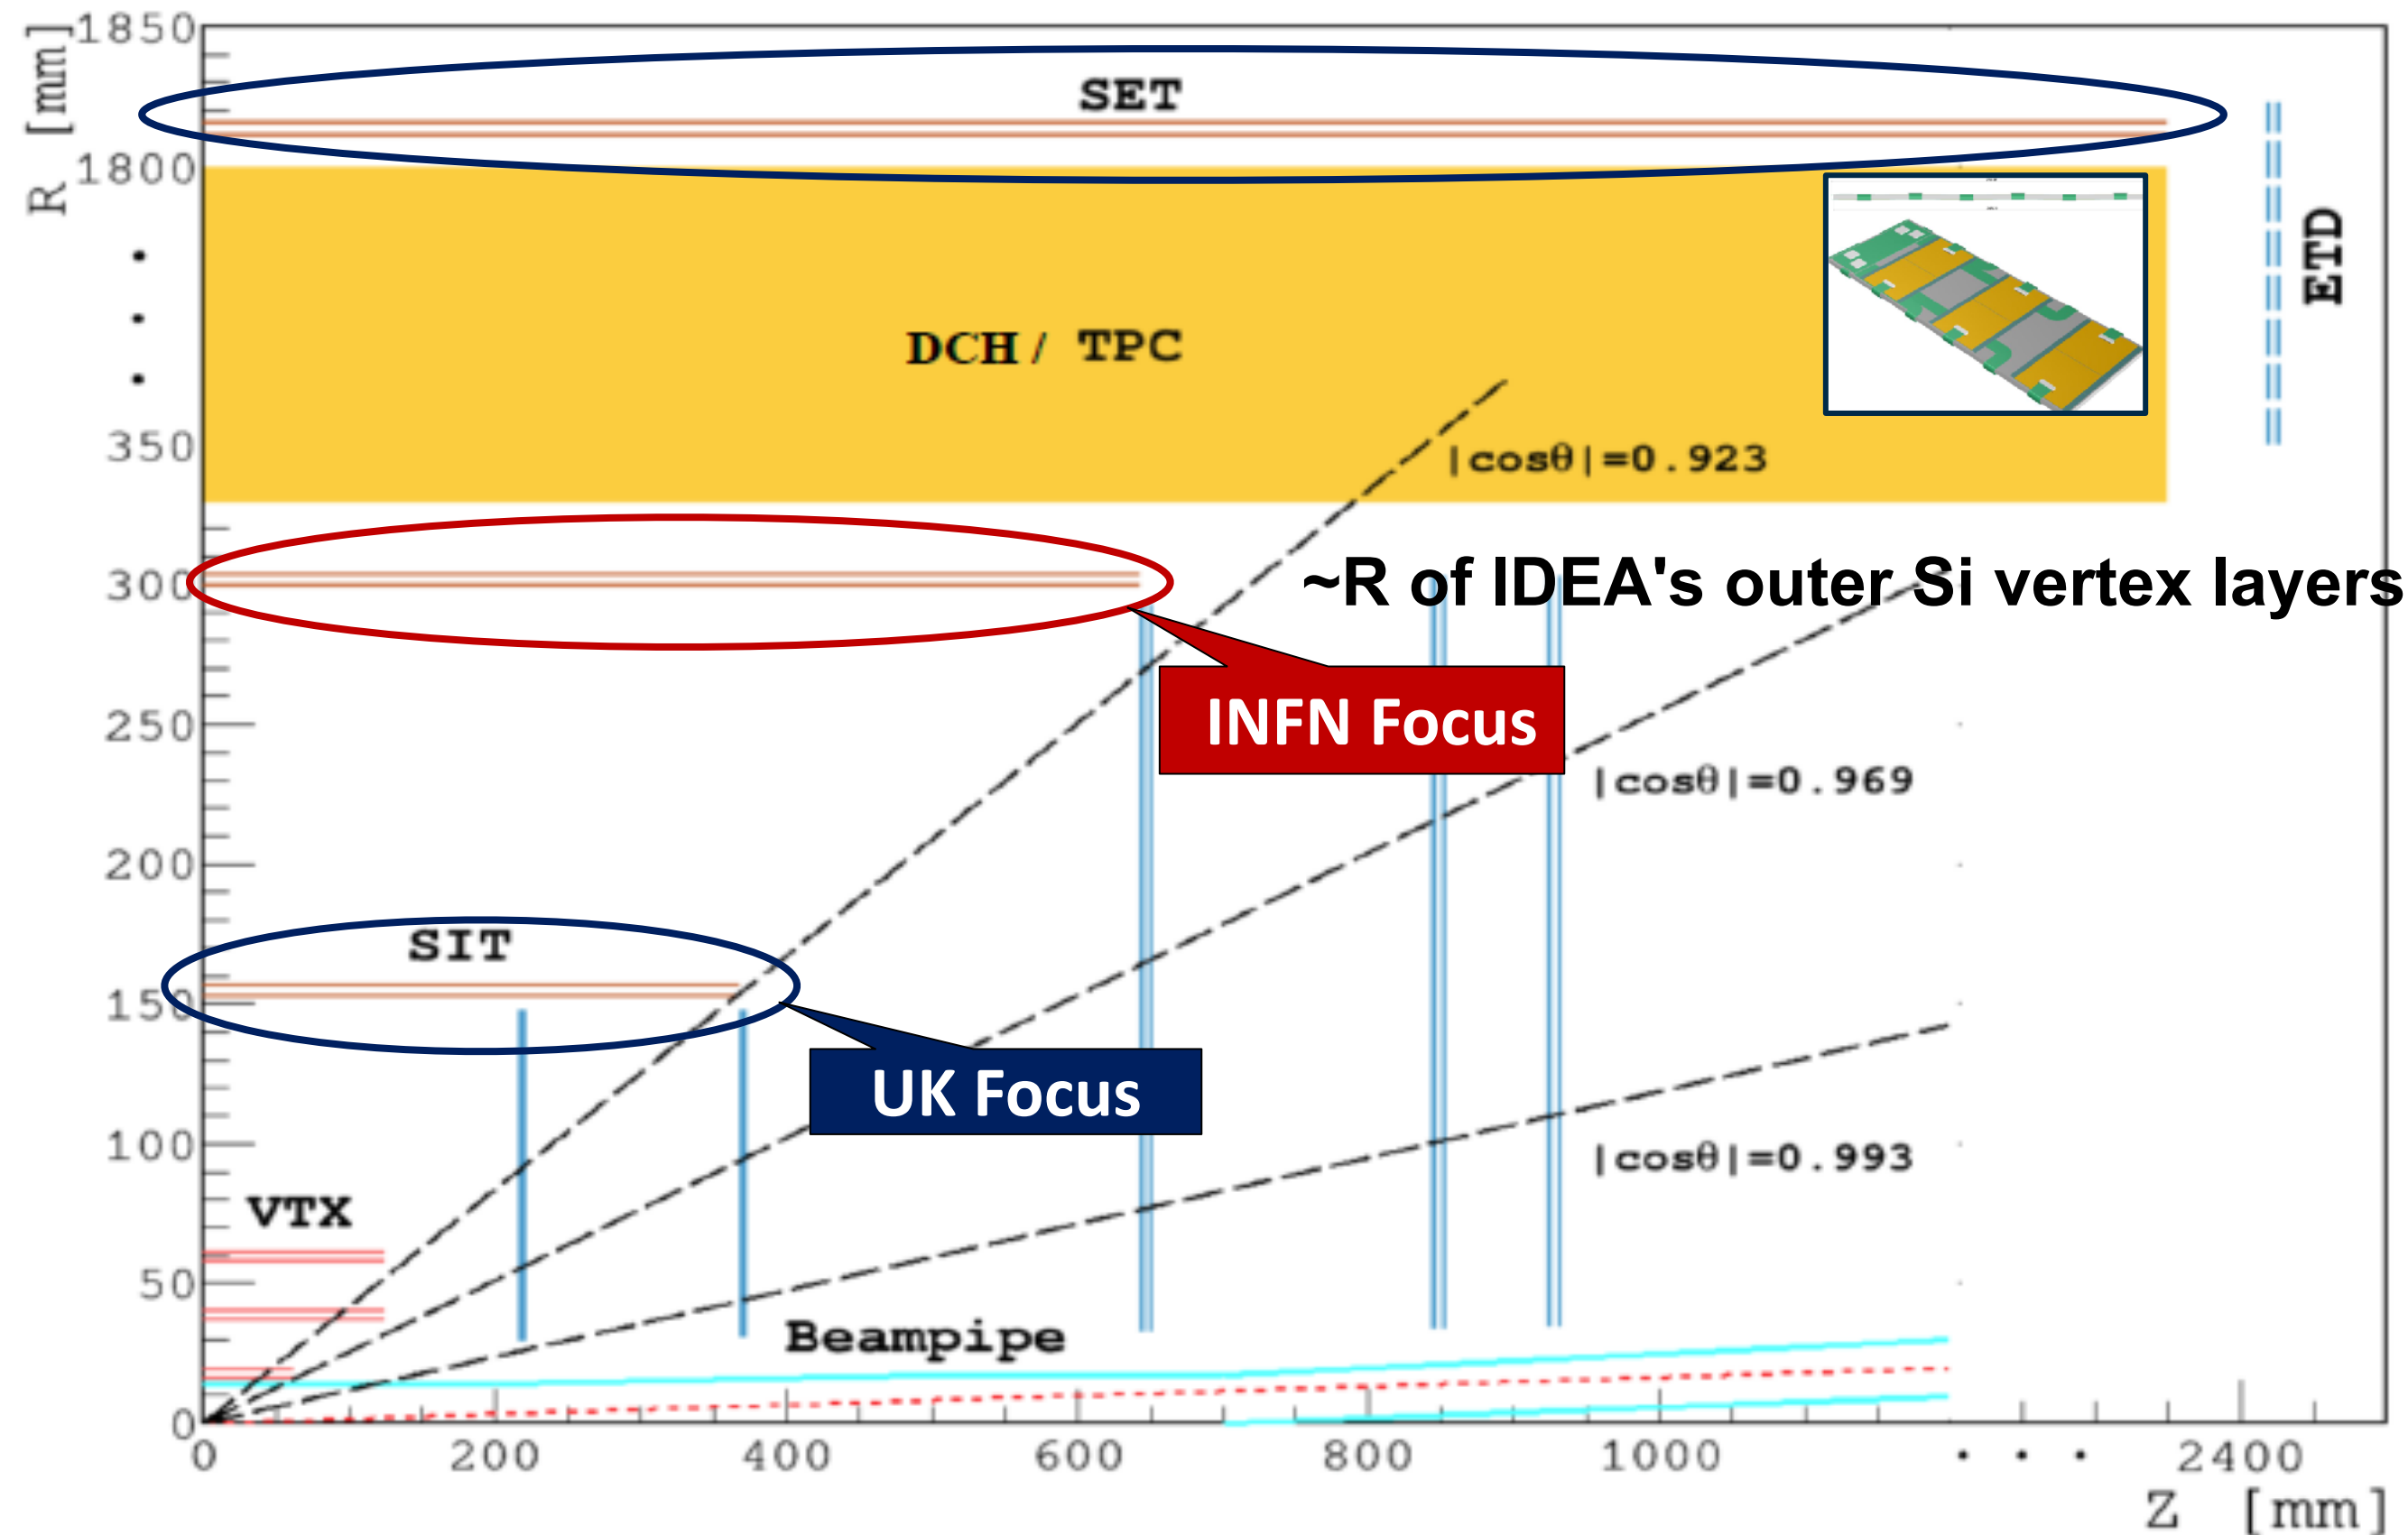 R [mm]
1850
SET
1800
ETD
DCH / TPC
350
|cosθ|=0.923
300
~R of IDEA's outer Si vertex layers
INFN Focus
250
|cosθ|=0.969
200
SIT
150
UK Focus
100
|cosθ|=0.993
VTX
50
Beampipe
0
0 200 400 600 800 1000 • • • 2400
Z [mm]